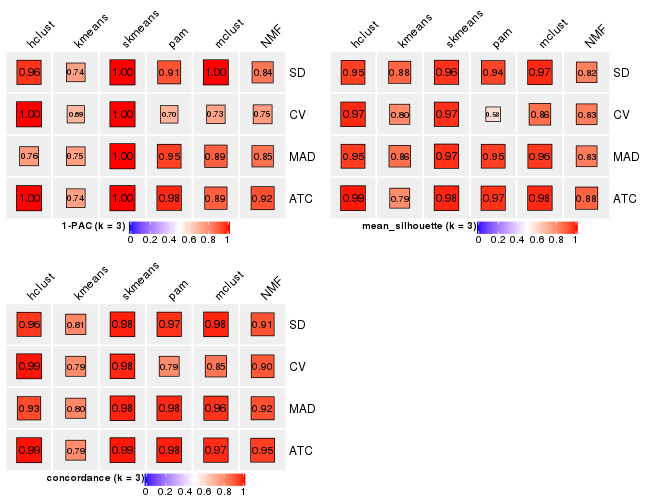 hclust kmeans skmeans pam mclust NMF
0.96 0.74 1.00 0.91 1.00 0.84 SD
1.00 0.69 1.00 0.70 0.73 0.75 CV
0.76 0.75 1.00 0.95 0.89 0.85 MAD
1.00 0.74 1.00 0.98 0.89 0.92 ATC
1-PAC (k = 3)
0 0.2 0.4 0.6 0.8 1
hclust kmeans skmeans pam mclust NMF
0.95 0.88 0.96 0.94 0.97 0.82 SD
0.97 0.80 0.97 0.58 0.86 0.83 CV
0.95 0.86 0.97 0.95 0.96 0.83 MAD
0.99 0.79 0.98 0.97 0.98 0.88 ATC
mean_silhouette (k = 3)
0 0.2 0.4 0.6 0.8 1
hclust kmeans skmeans pam mclust NMF
0.96 0.81 0.98 0.97 0.98 0.91 SD
0.99 0.79 0.98 0.79 0.85 0.90 CV
0.93 0.80 0.98 0.98 0.96 0.92 MAD
0.99 0.79 0.99 0.98 0.97 0.95 ATC
concordance (k = 3)
0 0.2 0.4 0.6 0.8 1